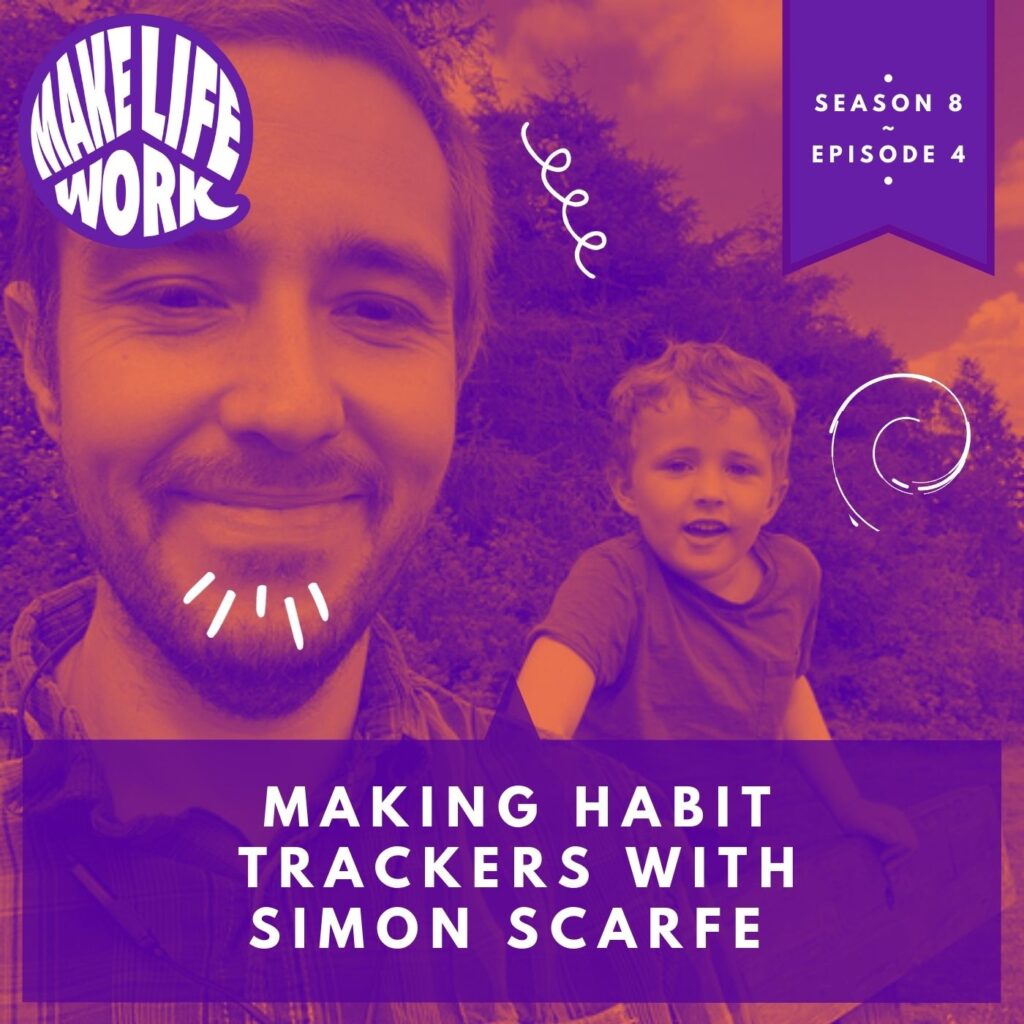 MAKE LIFE
WORK
SEASON 8
~
EPISODE 4
MAKING HABIT
TRACKERS WITH
SIMON SCARFE